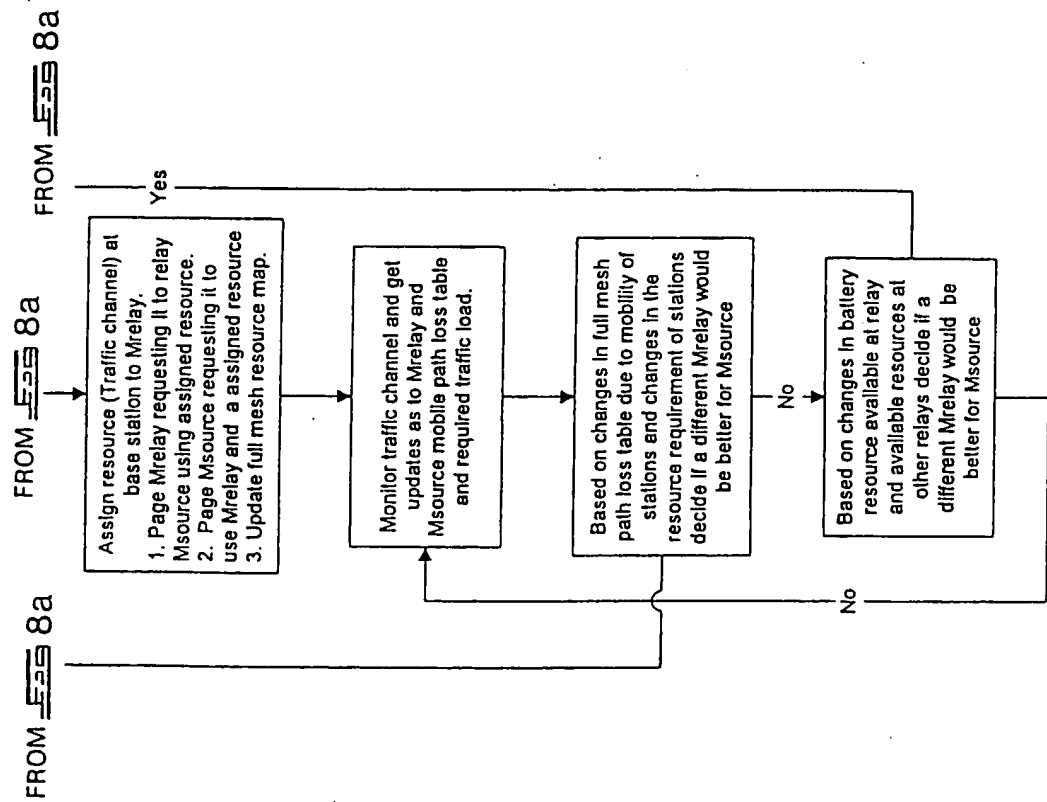 FROM FIG 8a
FROM FIG 8a
FROM FIG 8a
Assign resource (Traffic channel) at
base station to Mrelay.
1. Page Mrelay requesting it to relay
Msource using assigned resource.
2. Page Msource requesting it to
use Mrelay and a assigned resource
3. Update full mesh resource map.
Yes
Monitor traffic channel and get
updates as to Mrelay and
Msource mobile path loss table
and required traffic load.
Based on changes in full mesh
path loss table due to mobility of
stations and changes in the
resource requirement of stations
decide if a different Mrelay would
be better for Msource
No
Based on changes in battery
resource available at relay
and available resources at
other relays decide if a
different Mrelay would be
better for Msource
No